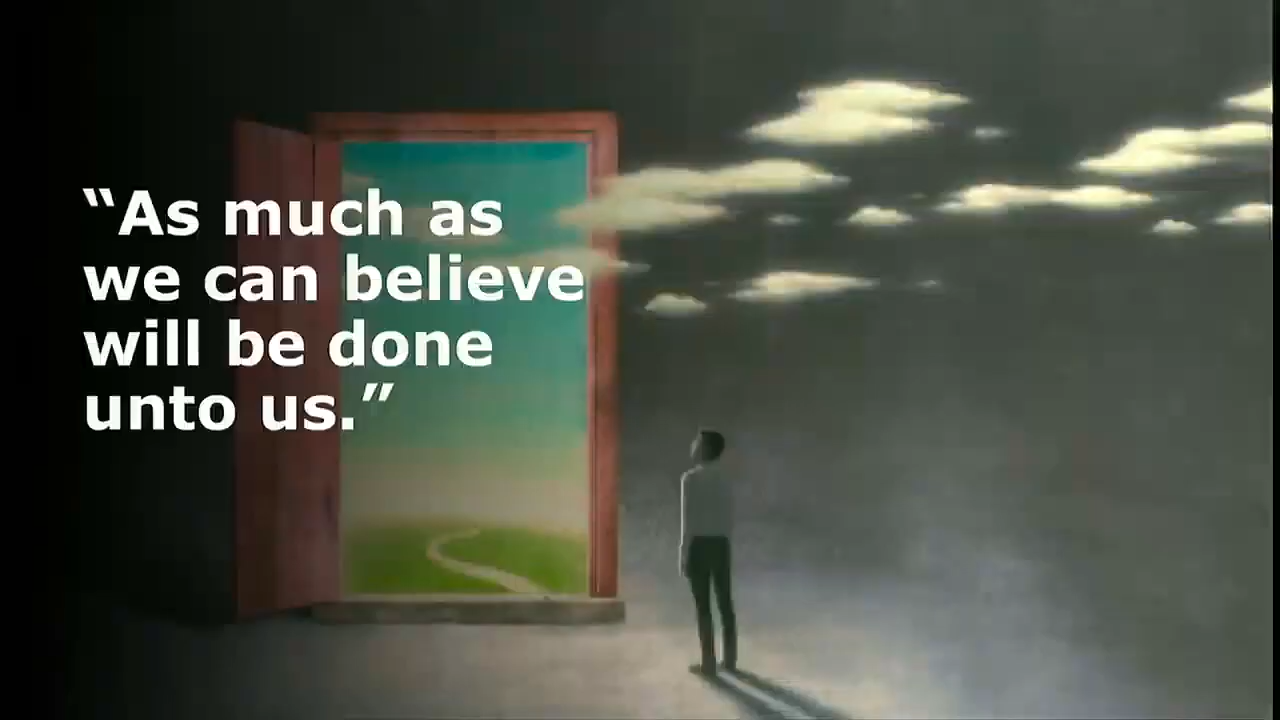 “As much as
we can believe
will be done
unto us.”